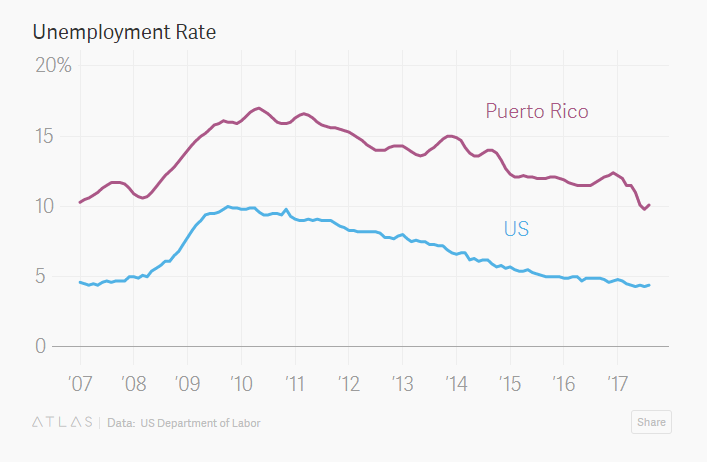 Unemployment Rate
20%
15
10
5
0
Puerto Rico
US
'07 '08 '09 '10 '11 '12 '13 '14 '15 '16 '17
ATLAS | Data: US Department of Labor
Share